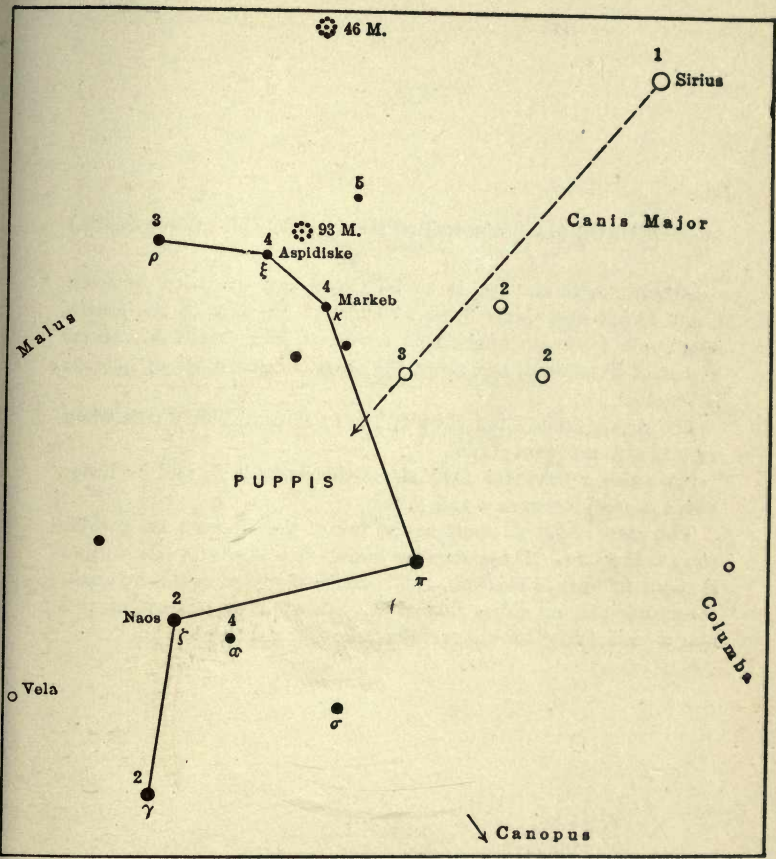 46 M.
1
Sirius
5
Canis Major
3
ρ
93 M.
4
Aspidiske
ξ
4
Markeb
κ
2
Malus
3
2
PUPPIS
π
2
Naos
ζ
4
α
Columba
Vela
σ
2
γ
Canopus